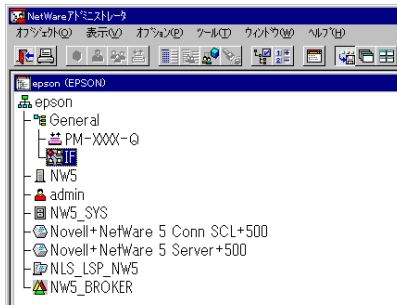 NetWareｱﾄﾞﾐﾆｽﾄﾚｰﾀ
ｵﾌﾞｼﾞｪｸﾄ(O) 表示(V) ｵﾌﾟｼｮﾝ(P) ﾂｰﾙ(T) ｳｨﾝﾄﾞｳ(W) ﾍﾙﾌﾟ(H)
epson (EPSON)
epson
General
PM-XXXX-Q
IF
NW5
admin
NW5_SYS
Novell+NetWare 5 Conn SCL+500
Novell+NetWare 5 Server+500
NLS_LSP_NW5
NW5_BROKER